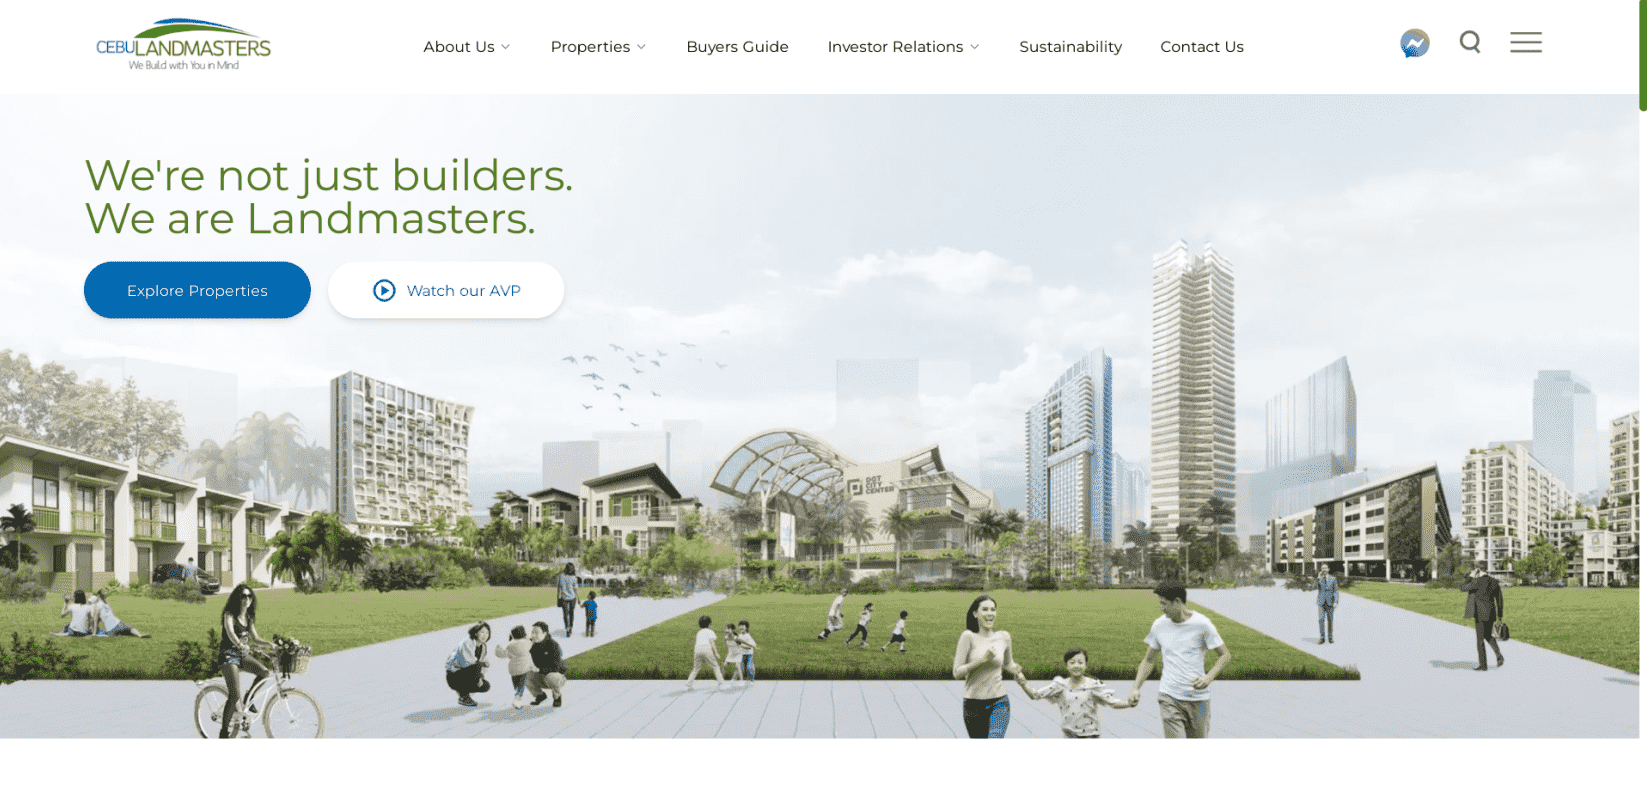 CEBULANDMASTERS
We Build with You in Mind
About Us
Properties
Buyers Guide
Investor Relations
Sustainability
Contact Us
We're not just builders.
We are Landmasters.
Explore Properties
Watch our AVP
DGT
CITY
CENTER